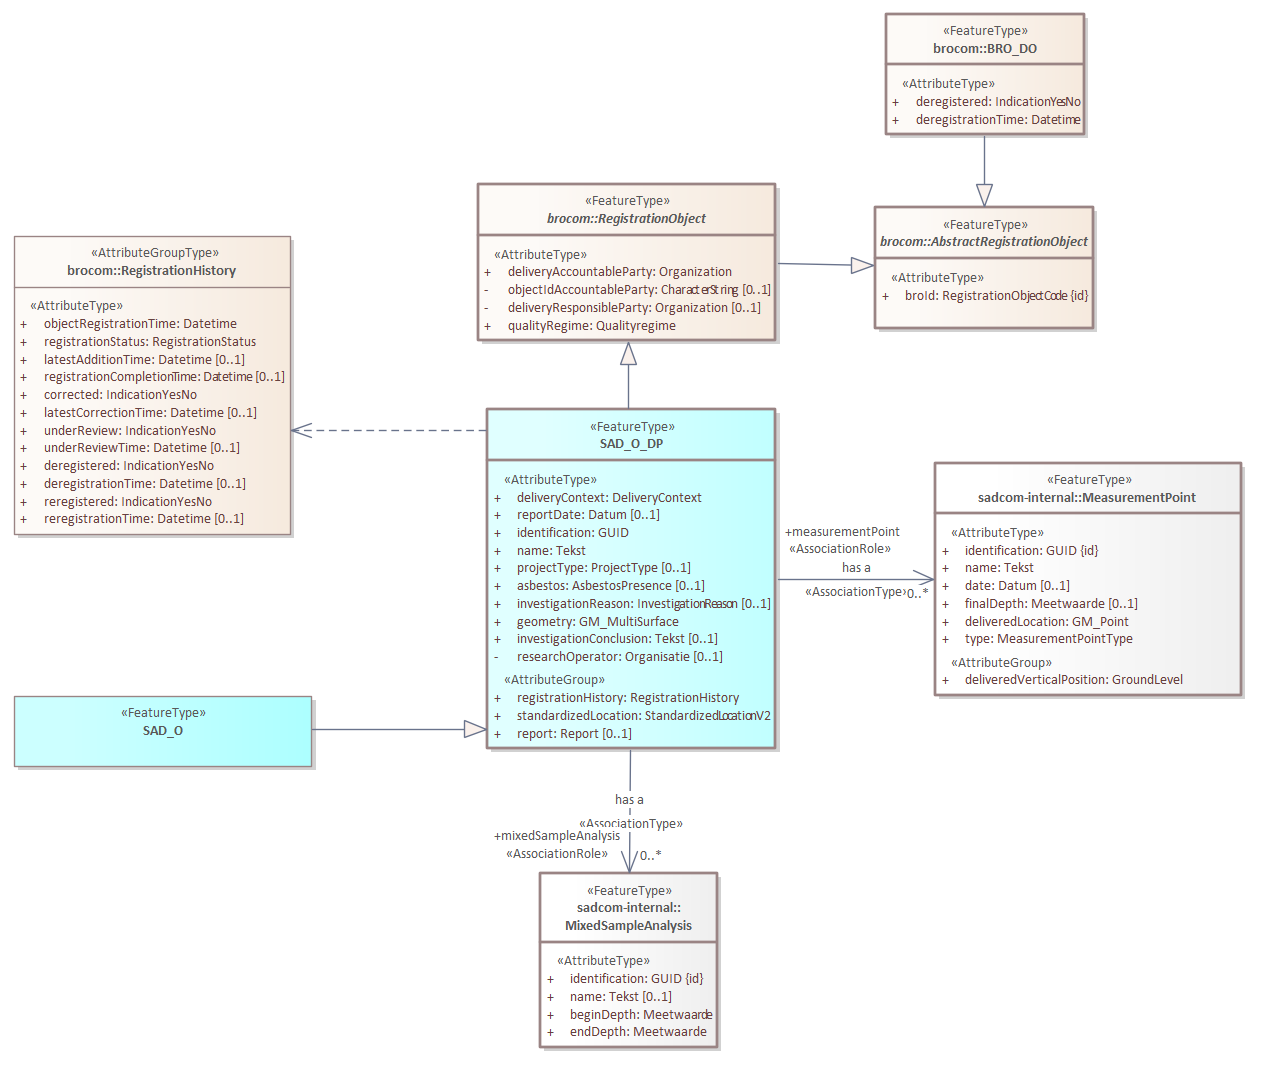 «FeatureType»
brocom::BRO_DO
«AttributeType»
+ deregistered: IndicationYesNo
+ deregistrationTime: Datetime
«FeatureType»
brocom::RegistrationObject
«AttributeType»
+ deliveryAccountableParty: Organization
- objectIdAccountableParty: CharacterString [0..1]
- deliveryResponsibleParty: Organization [0..1]
+ qualityRegime: Qualityregime
«FeatureType»
brocom::AbstractRegistrationObject
«AttributeType»
+ broId: RegistrationObjectCode {id}
«AttributeGroupType»
brocom::RegistrationHistory
«AttributeType»
+ objectRegistrationTime: Datetime
+ registrationStatus: RegistrationStatus
+ latestAdditionTime: Datetime [0..1]
+ registrationCompletionTime: Datetime [0..1]
+ corrected: IndicationYesNo
+ latestCorrectionTime: Datetime [0..1]
+ underReview: IndicationYesNo
+ underReviewTime: Datetime [0..1]
+ deregistered: IndicationYesNo
+ deregistrationTime: Datetime [0..1]
+ reregistered: IndicationYesNo
+ reregistrationTime: Datetime [0..1]
«FeatureType»
SAD_O_DP
«AttributeType»
+ deliveryContext: DeliveryContext
+ reportDate: Datum [0..1]
+ identification: GUID
+ name: Tekst
+ projectType: ProjectType [0..1]
+ asbestos: AsbestosPresence [0..1]
+ investigationReason: InvestigationReason [0..1]
+ geometry: GM_MultiSurface
+ investigationConclusion: Tekst [0..1]
- researchOperator: Organisatie [0..1]
«AttributeGroup»
+ registrationHistory: RegistrationHistory
+ standardizedLocation: StandardizedLocationV2
+ report: Report [0..1]
+measurementPoint
«AssociationRole»
has a
«AssociationType»
0..*
«FeatureType»
sadcom-internal::MeasurementPoint
«AttributeType»
+ identification: GUID {id}
+ name: Tekst
+ date: Datum [0..1]
+ finalDepth: Meetwaarde [0..1]
+ deliveredLocation: GM_Point
+ type: MeasurementPointType
«AttributeGroup»
+ deliveredVerticalPosition: GroundLevel
«FeatureType»
SAD_O
has a
«AssociationType»
+mixedSampleAnalysis
«AssociationRole»
0..*
«FeatureType»
sadcom-internal::
MixedSampleAnalysis
«AttributeType»
+ identification: GUID {id}
+ name: Tekst [0..1]
+ beginDepth: Meetwaarde
+ endDepth: Meetwaarde